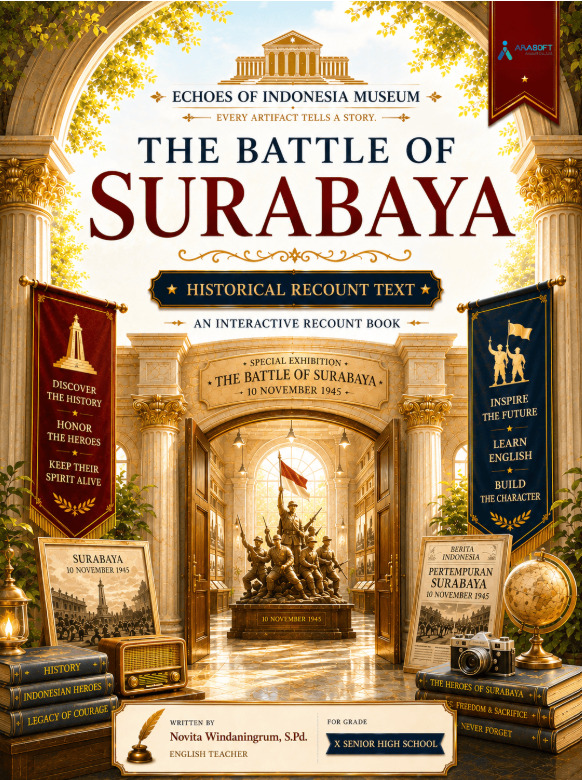 ARASOFT
ECHOES OF INDONESIA MUSEUM
EVERY ARTIFACT TELLS A STORY.
THE BATTLE OF
SURABAYA
HISTORICAL RECOUNT TEXT
AN INTERACTIVE RECOUNT BOOK
SPECIAL EXHIBITION
THE BATTLE OF SURABAYA
10 NOVEMBER 1945
DISCOVER
THE HISTORY
HONOR
THE HEROES
KEEP THEIR
SPIRIT ALIVE
INSPIRE
THE FUTURE
LEARN
ENGLISH
BUILD
THE CHARACTER
SURABAYA
10 NOVEMBER 1945
BERITA
INDONESIA
PERTEMPURAN
SURABAYA
10 NOVEMBER 1945
10 NOVEMBER 1945
HISTORY
INDONESIAN HEROES
LEGACY OF COURAGE
THE HEROES OF SURABAYA
FREEDOM & SACRIFICE
NEVER FORGET
WRITTEN BY
Novita Windaningrum, S.Pd.
ENGLISH TEACHER
FOR GRADE
X SENIOR HIGH SCHOOL